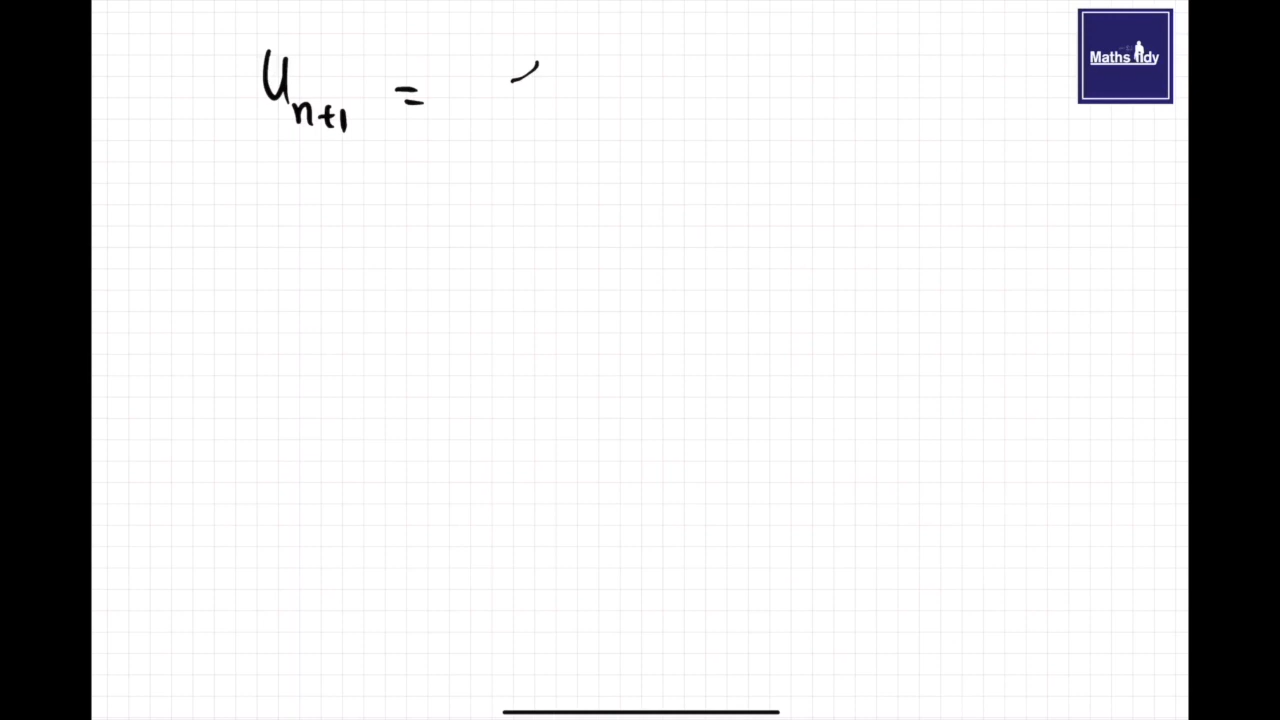 U_{n+1} =
Maths Tidy